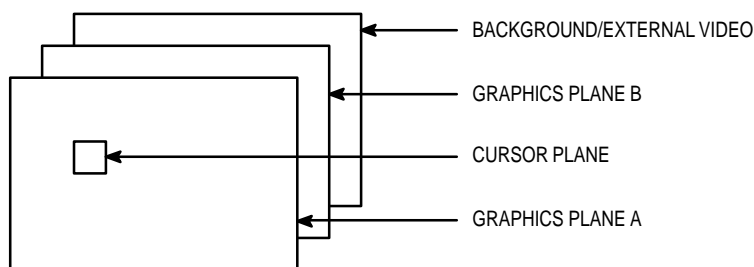 BACKGROUND/EXTERNAL VIDEO
GRAPHICS PLANE B
CURSOR PLANE
GRAPHICS PLANE A